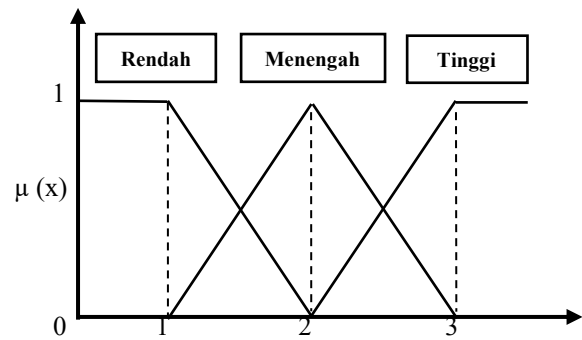 Rendah Menengah Tinggi
1
μ (x)
0 1 2 3